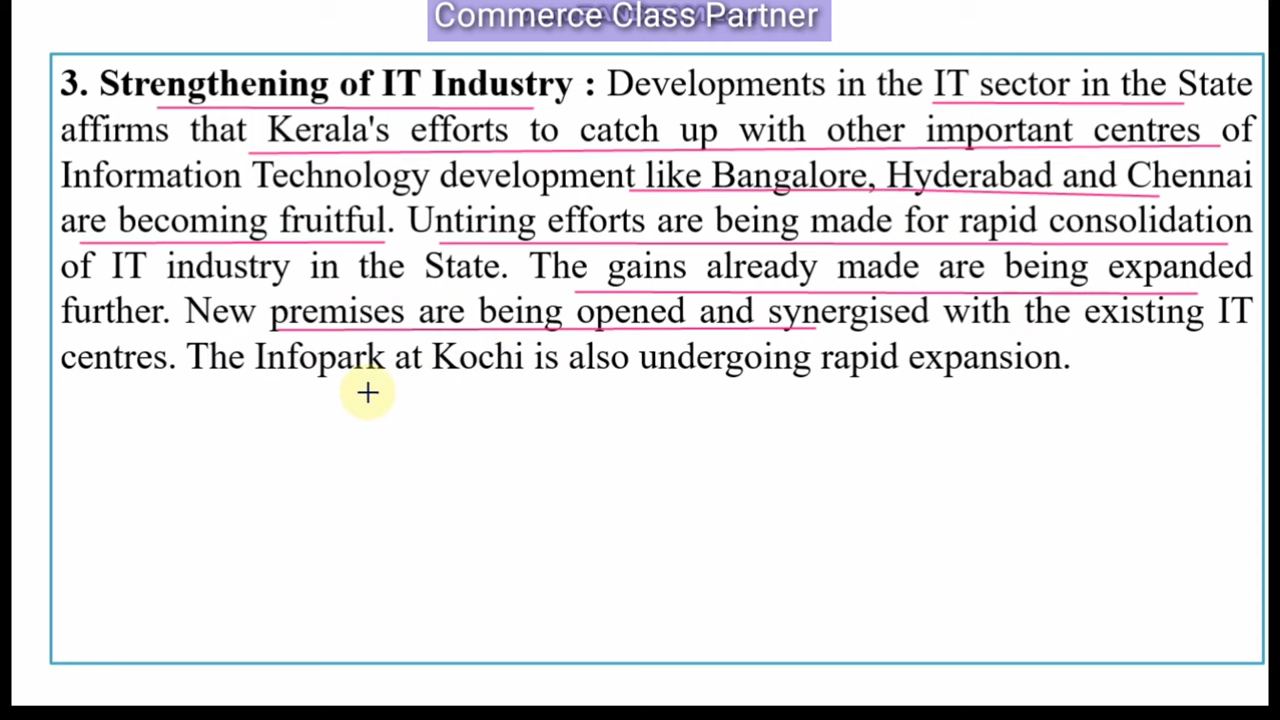 Commerce Class Partner
3. Strengthening of IT Industry : Developments in the IT sector in the State
affirms that Kerala's efforts to catch up with other important centres of
Information Technology development like Bangalore, Hyderabad and Chennai
are becoming fruitful. Untiring efforts are being made for rapid consolidation
of IT industry in the State. The gains already made are being expanded
further. New premises are being opened and synergised with the existing IT
centres. The Infopark at Kochi is also undergoing rapid expansion.